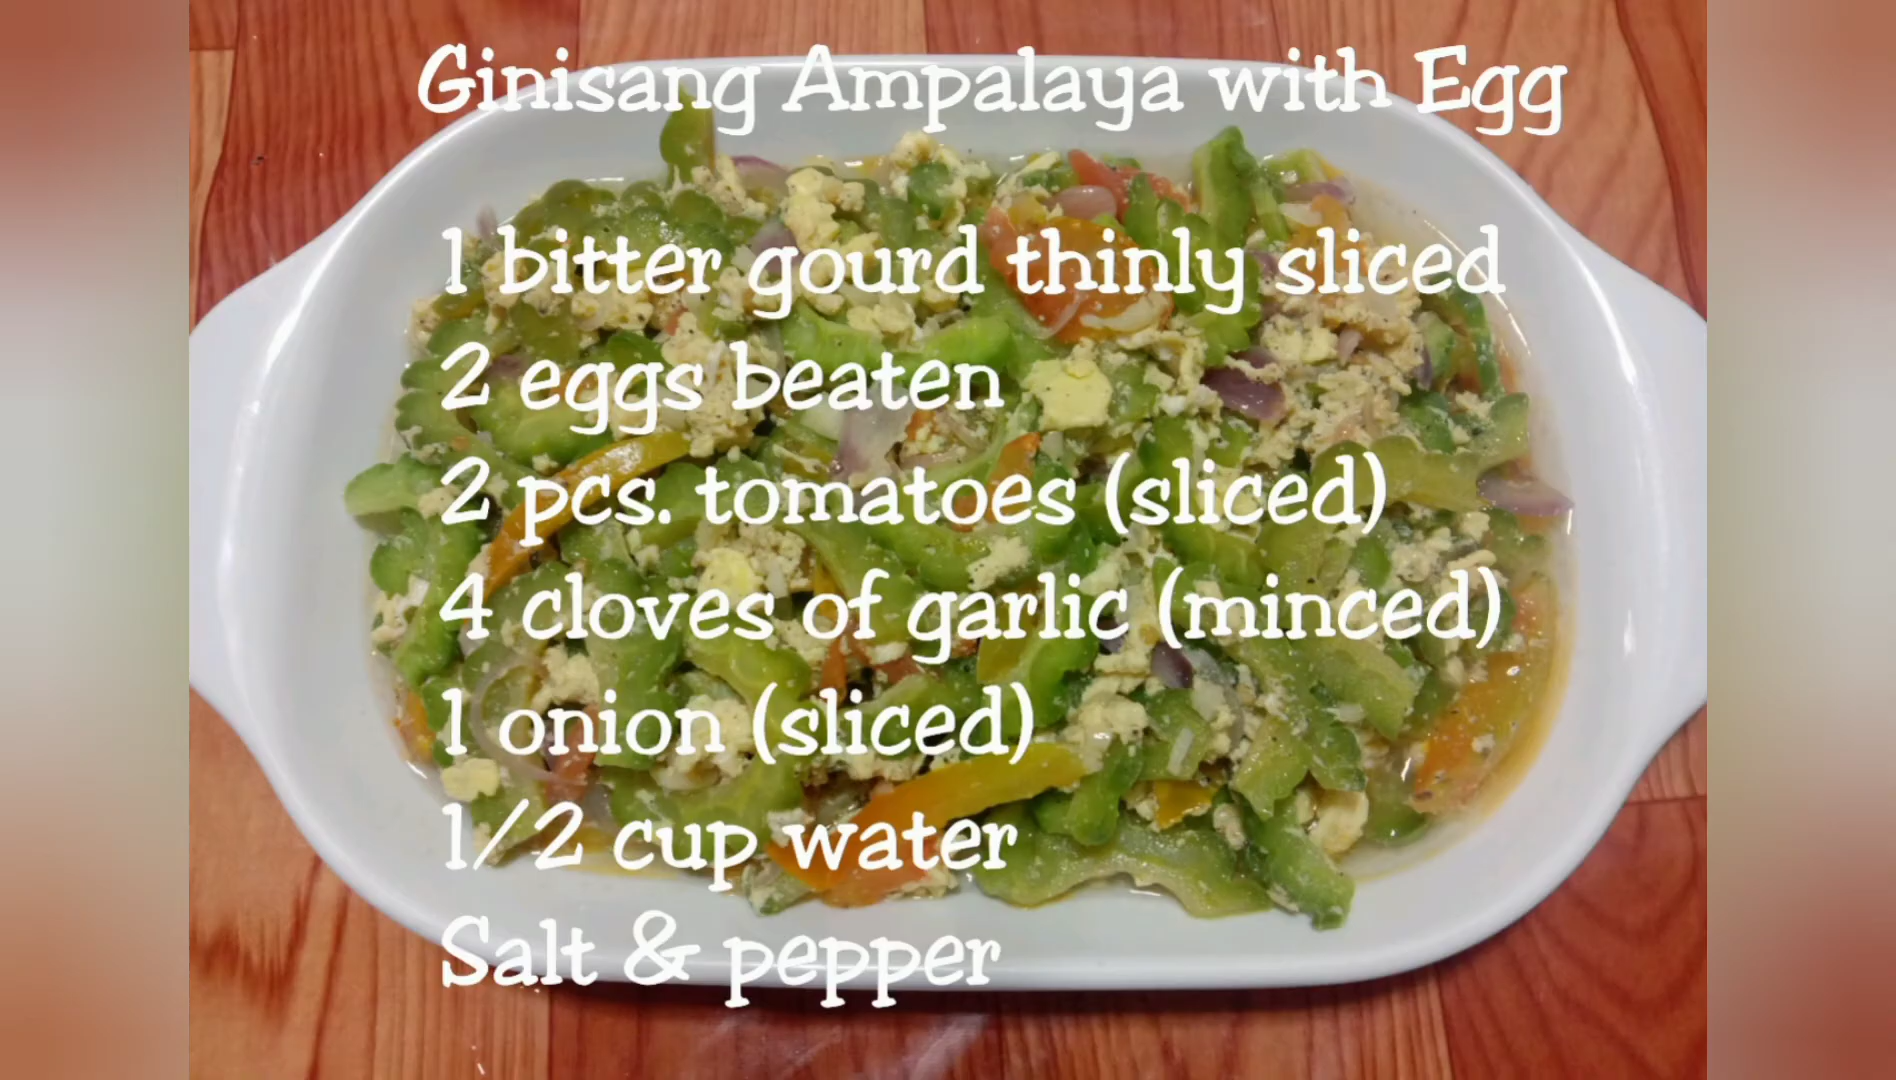 Ginisang Ampalaya with Egg
1 bitter gourd thinly sliced
2 eggs beaten
2 pcs. tomatoes (sliced)
4 cloves of garlic (minced)
1 onion (sliced)
1/2 cup water
Salt & pepper